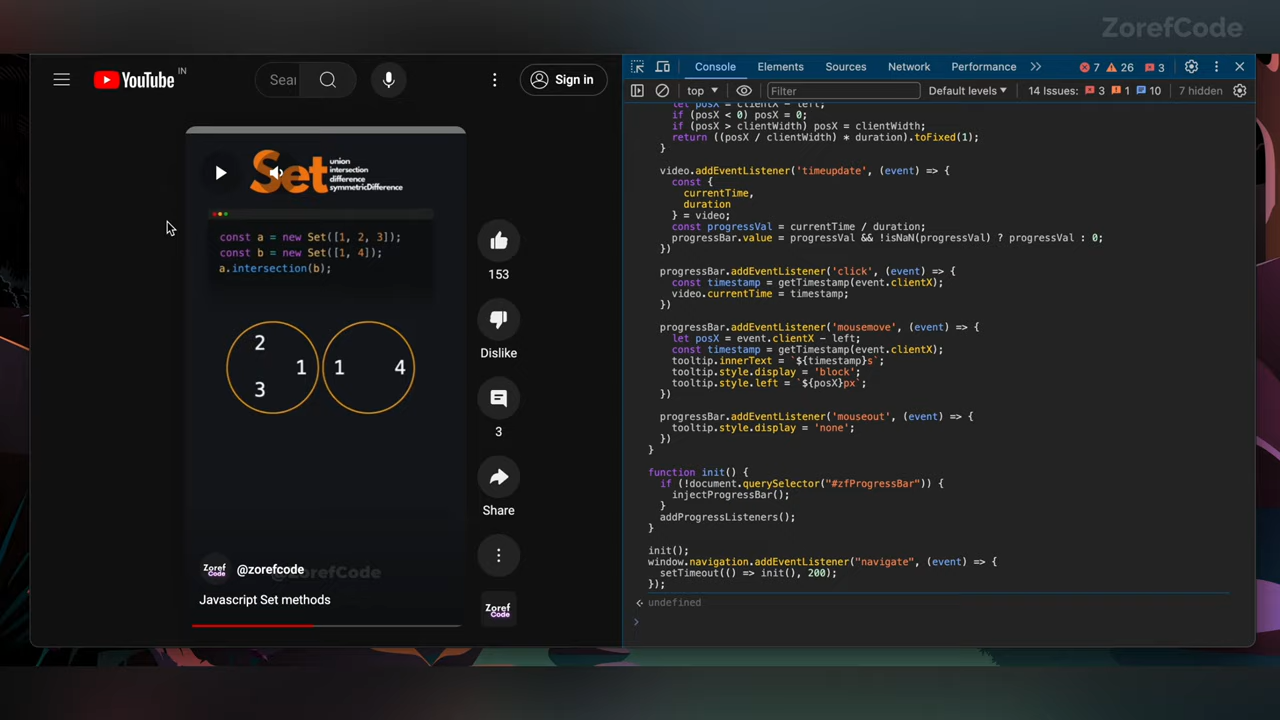 ZorefCode
YouTube IN
Sear
Sign in
Set
union
intersection
difference
symmetricDifference
const a = new Set([1, 2, 3]);
const b = new Set([1, 4]);
a.intersection(b);
2
1
3
1
4
153
Dislike
3
Share
Zoref
Code
@zorefcode
@ZorefCode
Javascript Set methods
Zoref
Code
Console
Elements
Sources
Network
Performance
7
26
3
top
Filter
Default levels
14 Issues:
3
1
10
7 hidden
let posX = clientX - left;
if (posX < 0) posX = 0;
if (posX > clientWidth) posX = clientWidth;
return ((posX / clientWidth) * duration).toFixed(1);
}
video.addEventListener('timeupdate', (event) => {
const {
currentTime,
duration
} = video;
const progressVal = currentTime / duration;
progressBar.value = progressVal && !isNaN(progressVal) ? progressVal : 0;
})
progressBar.addEventListener('click', (event) => {
const timestamp = getTimestamp(event.clientX);
video.currentTime = timestamp;
})
progressBar.addEventListener('mousemove', (event) => {
let posX = event.clientX - left;
const timestamp = getTimestamp(event.clientX);
tooltip.innerText = `${timestamp}s`;
tooltip.style.display = 'block';
tooltip.style.left = `${posX}px`;
})
progressBar.addEventListener('mouseout', (event) => {
tooltip.style.display = 'none';
})
}
function init() {
if (!document.querySelector("#zfProgressBar")) {
injectProgressBar();
}
addProgressListeners();
}
init();
window.navigation.addEventListener("navigate", (event) => {
setTimeout(() => init(), 200);
});
undefined